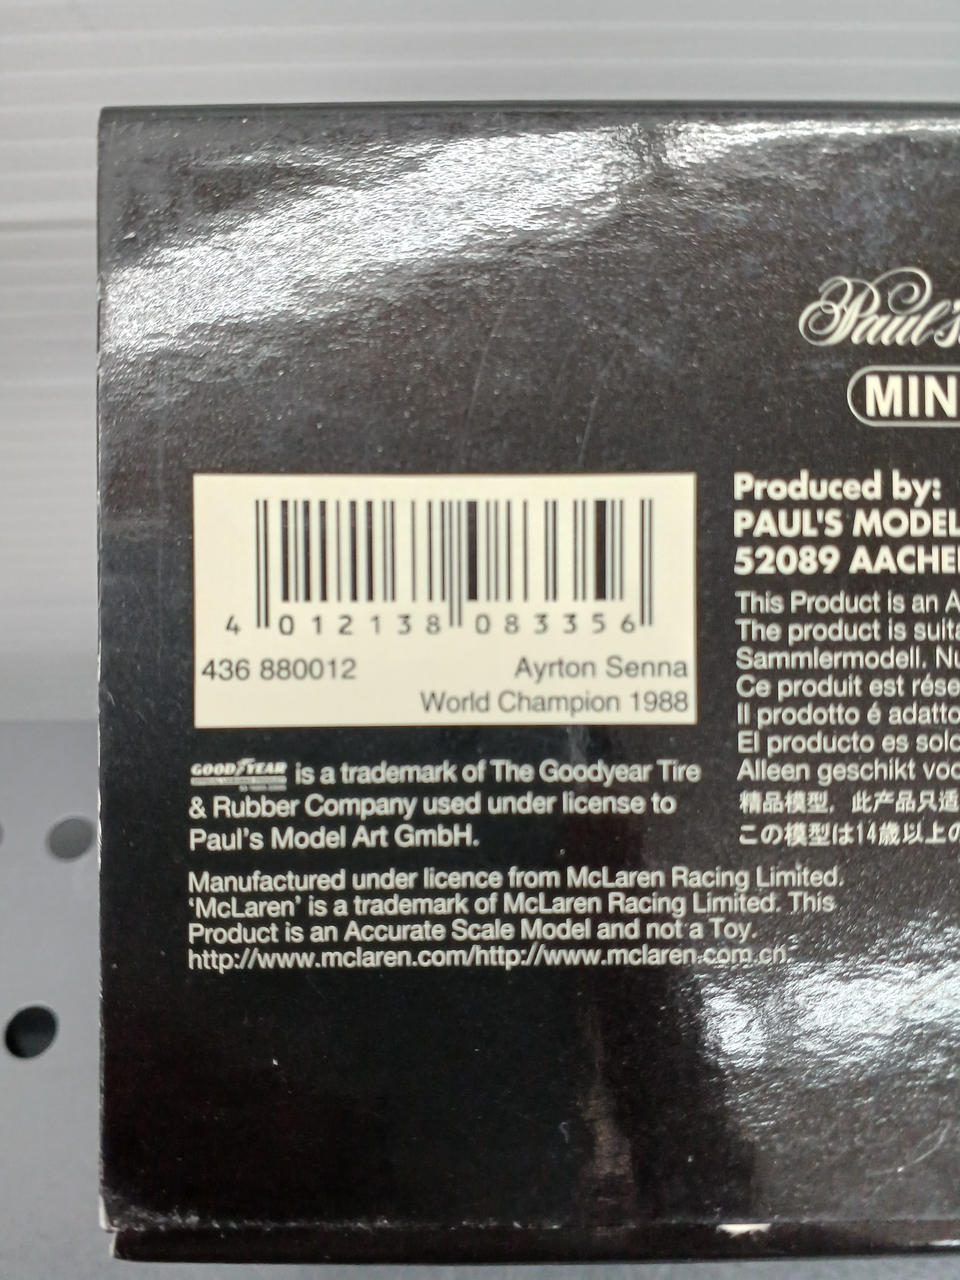 Paul's
MIN
4 012138 083356
436 880012 Ayrton Senna
World Champion 1988
Produced by:
PAUL'S MODEL
52089 AACHE
This Product is an A
The product is suita
Sammlermodell. Nu
Ce produit est rése
Il prodotto é adatto
El producto es solo
Alleen geschikt voo
精品模型，此产品只适
この模型は14歳以上の
GOODYEAR is a trademark of The Goodyear Tire
& Rubber Company used under license to
Paul's Model Art GmbH.
Manufactured under licence from McLaren Racing Limited.
‘McLaren’ is a trademark of McLaren Racing Limited. This
Product is an Accurate Scale Model and not a Toy.
http://www.mclaren.com/http://www.mclaren.com.cn.